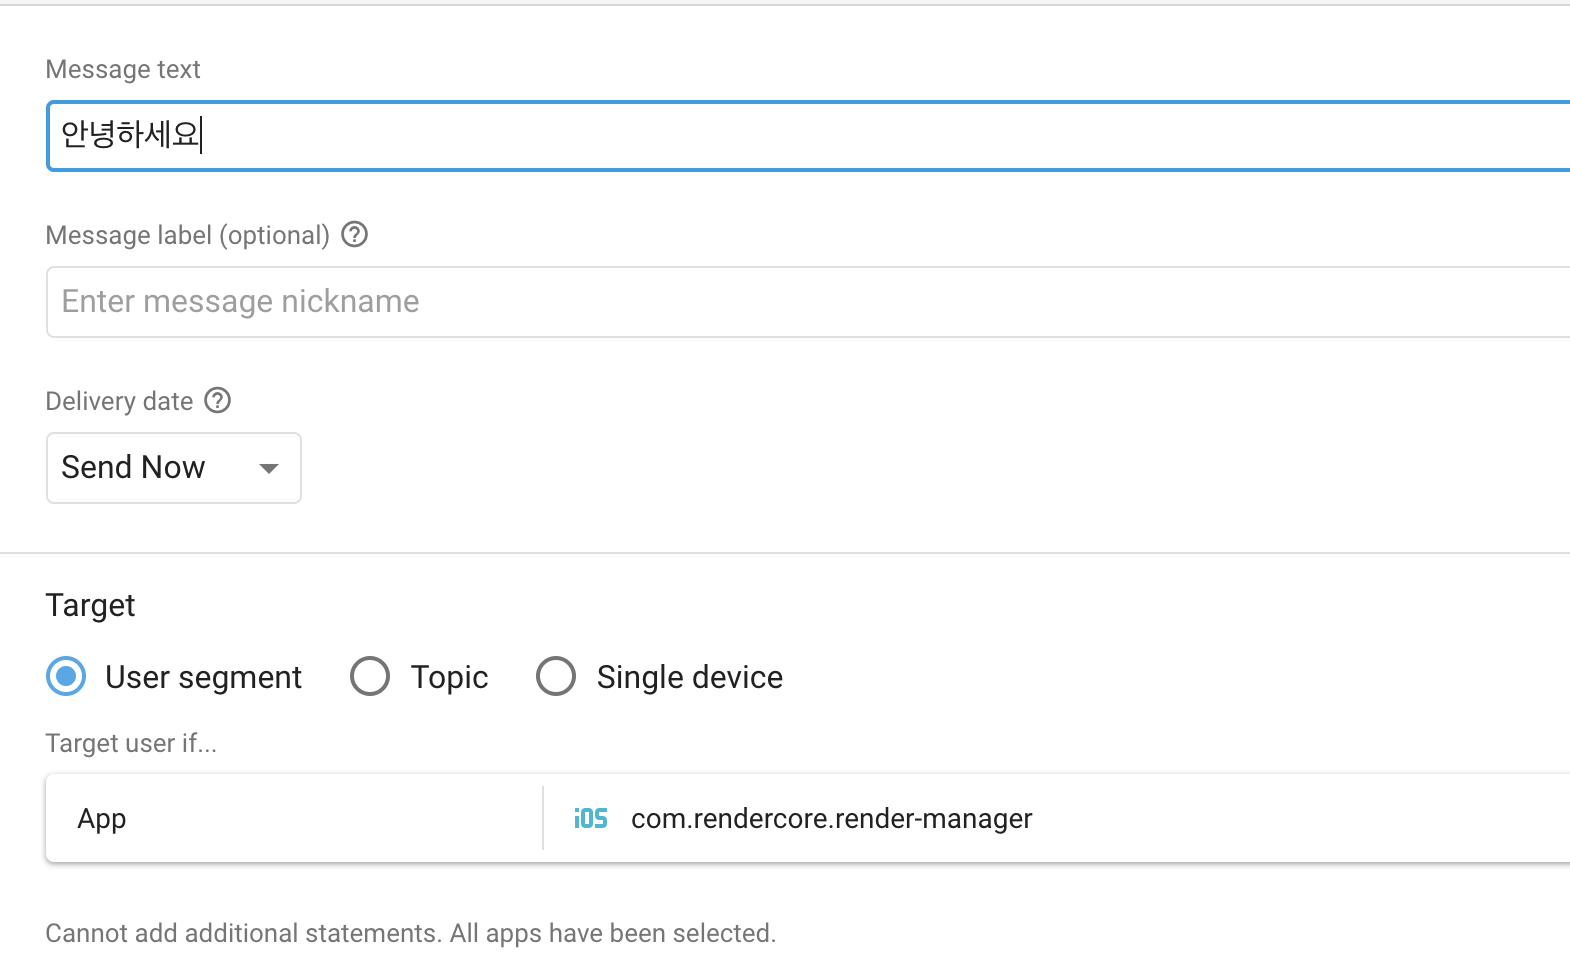 Message text
안녕하세요
Message label (optional) ?
Enter message nickname
Delivery date ?
Send Now
Target
User segment Topic Single device
Target user if...
App iOS com.rendercore.render-manager
Cannot add additional statements. All apps have been selected.